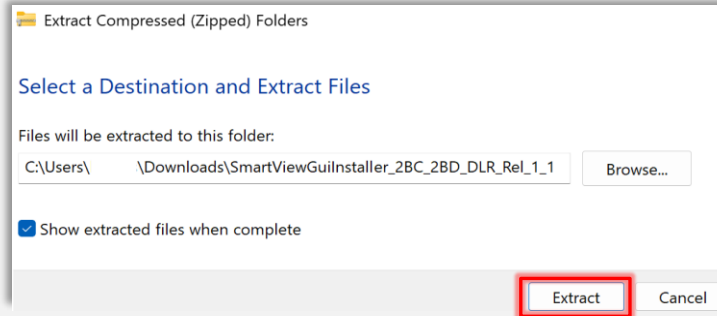 Extract Compressed (Zipped) Folders
Select a Destination and Extract Files
Files will be extracted to this folder:
C:\Users\ \Downloads\SmartViewGuiInstaller_2BC_2BD_DLR_Rel_1_1
Browse...
Show extracted files when complete
Extract Cancel